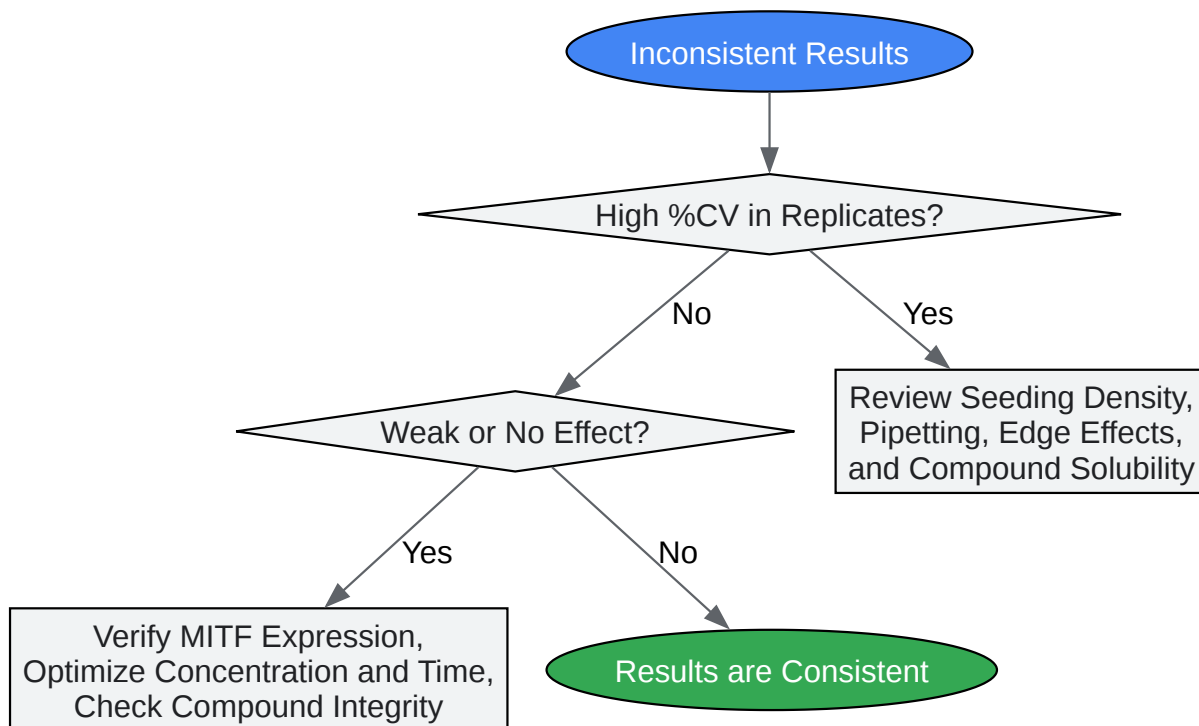 Inconsistent Results
High %CV in Replicates?
No
Yes
Weak or No Effect?
Review Seeding Density,
Pipetting, Edge Effects,
and Compound Solubility
Yes
No
Verify MITF Expression,
Optimize Concentration and Time,
Check Compound Integrity
Results are Consistent